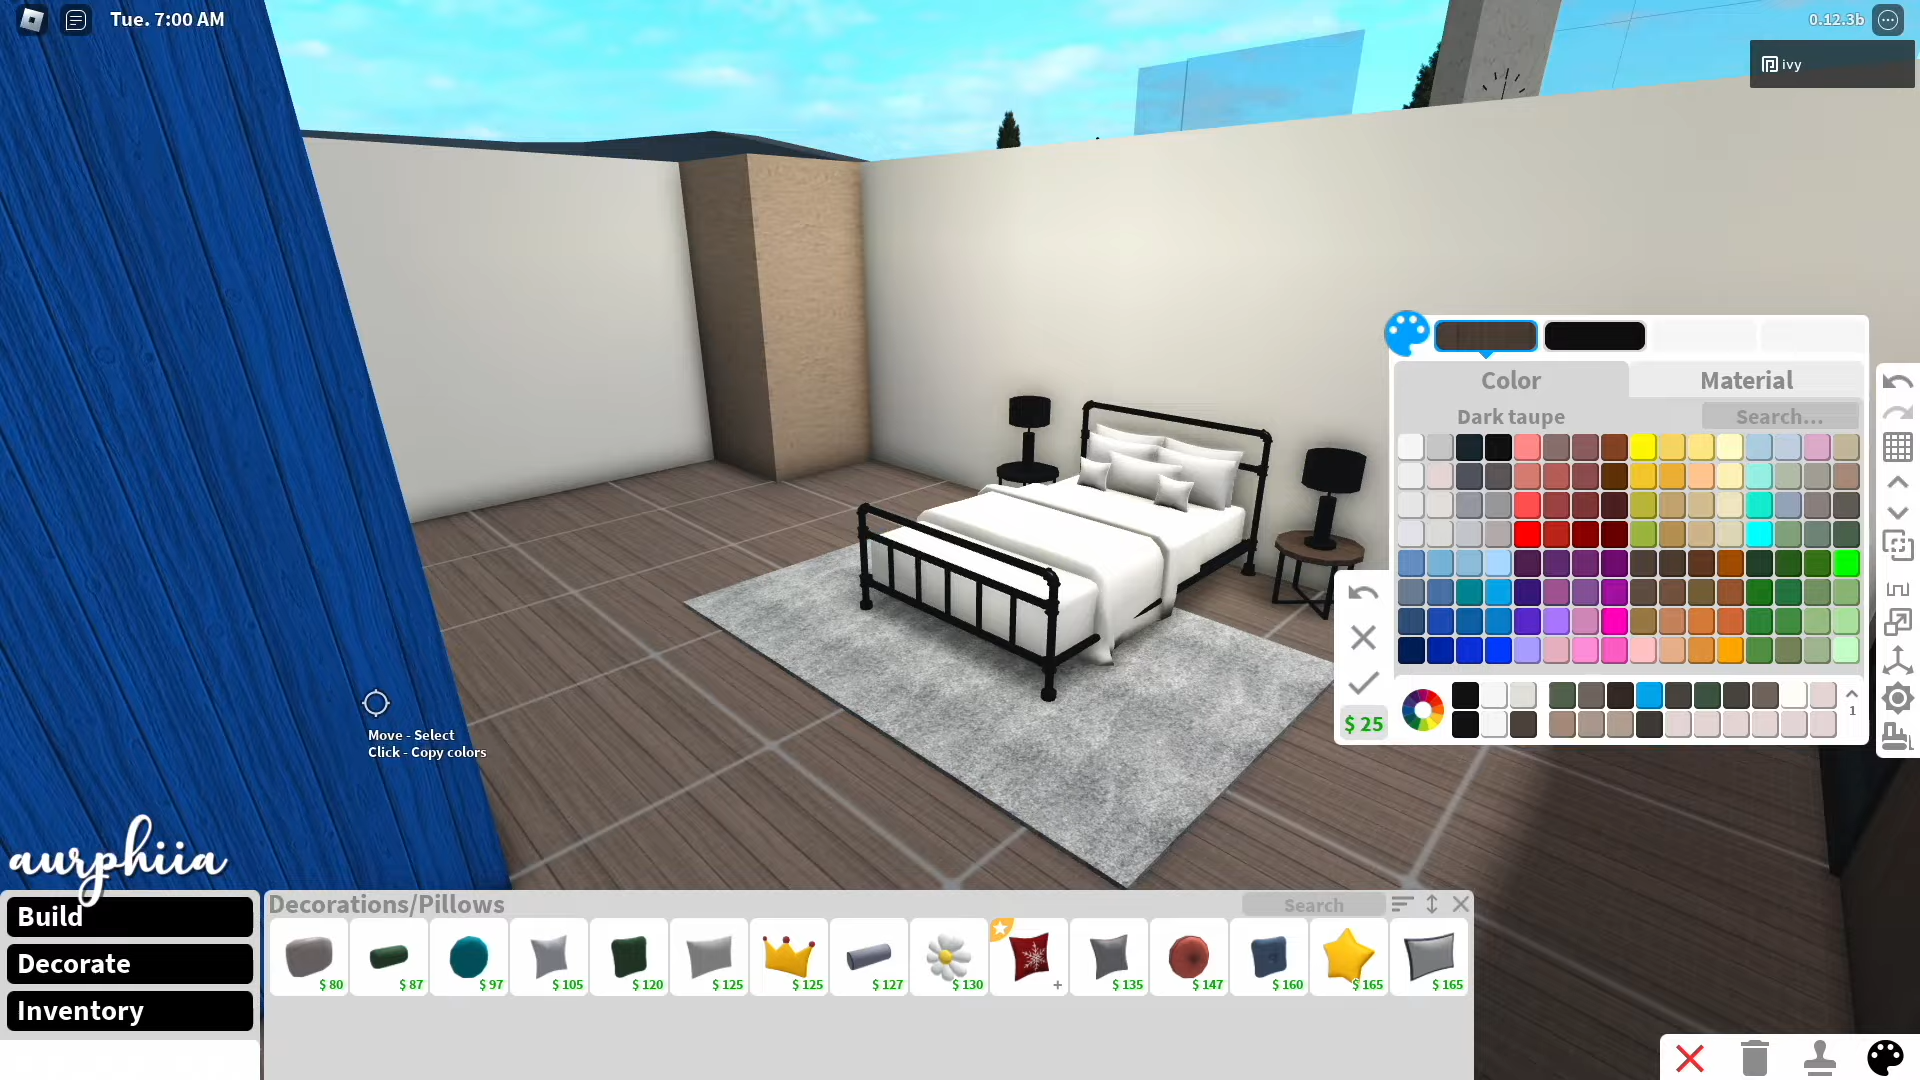 Tue. 7:00 AM
0.12.3b
ivy
Color
Material
Dark taupe
Search...
$ 25
1
Move - Select
Click - Copy colors
aurphiia
Build
Decorate
Inventory
Decorations/Pillows
Search
$ 80
$ 87
$ 97
$ 105
$ 120
$ 125
$ 125
$ 127
$ 130
+
$ 135
$ 147
$ 160
$ 165
$ 165